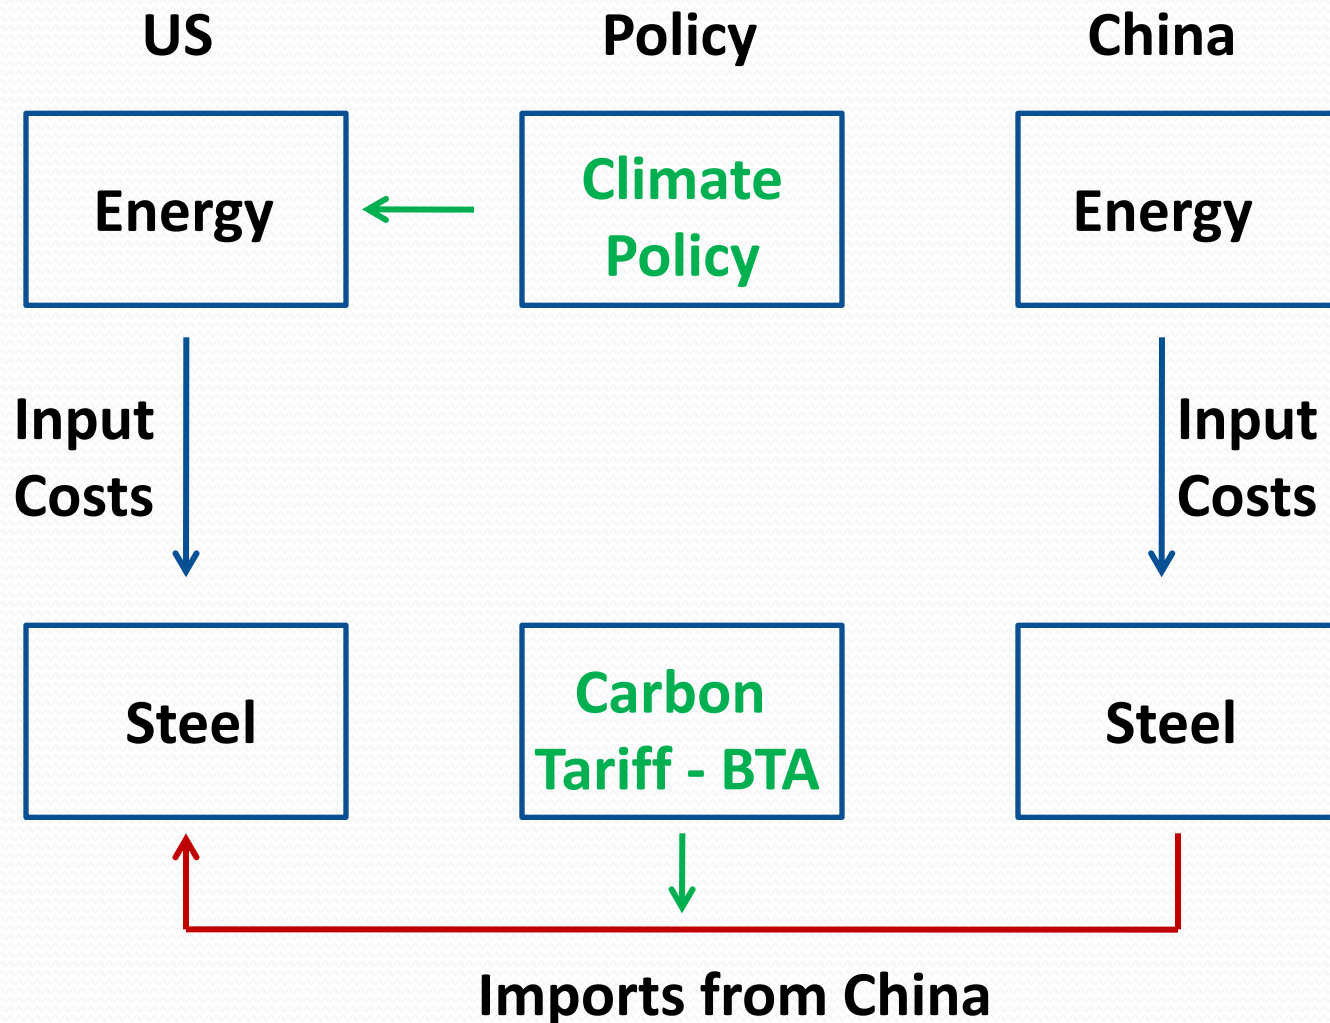 US
Policy
China
Energy
Climate
Policy
Energy
Input
Costs
Input
Costs
Steel
Carbon
Tariff - BTA
Steel
Imports from China